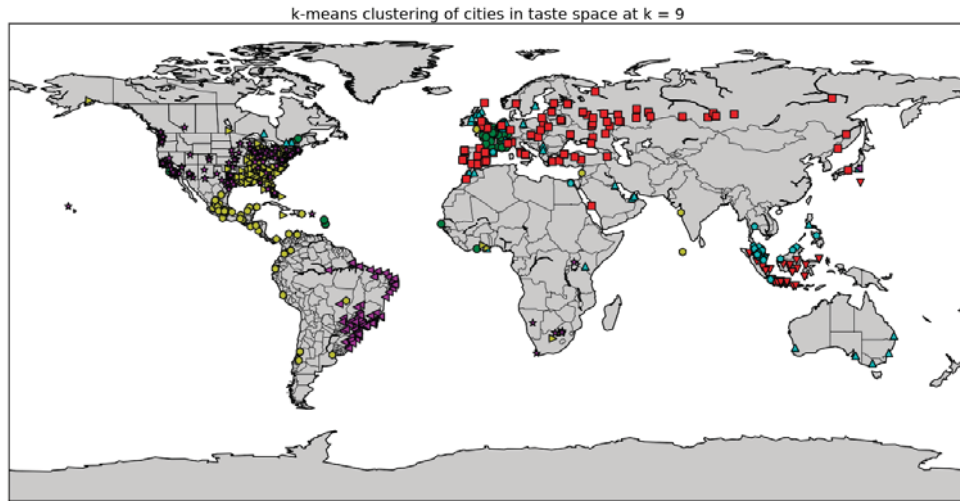 k-means clustering of cities in taste space at k = 9